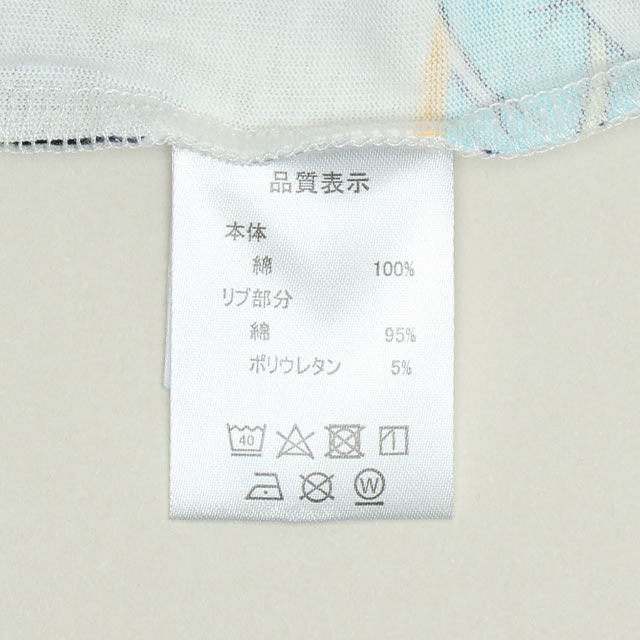 品質表示
本体
綿 100%
リブ部分
綿 95%
ポリウレタン 5%
40
W